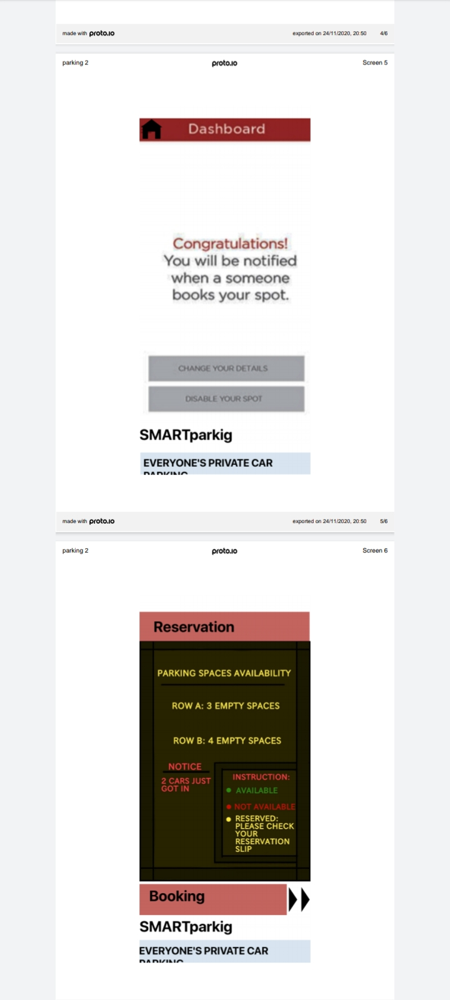 made with proto.io exported on 24/11/2020, 20:50 4/6
parking 2 proto.io Screen 5
Dashboard
Congratulations!
You will be notified
when a someone
books your spot.
CHANGE YOUR DETAILS
DISABLE YOUR SPOT
SMARTparkig
EVERYONE'S PRIVATE CAR
PARKING
made with proto.io exported on 24/11/2020, 20:50 5/6
parking 2 proto.io Screen 6
Reservation
PARKING SPACES AVAILABILITY
ROW A: 3 EMPTY SPACES
ROW B: 4 EMPTY SPACES
NOTICE
2 CARS JUST
GOT IN
INSTRUCTION:
AVAILABLE
NOT AVAILABLE
RESERVED:
PLEASE CHECK
YOUR
RESERVATION
SLIP
Booking
SMARTparkig
EVERYONE'S PRIVATE CAR
PARKING